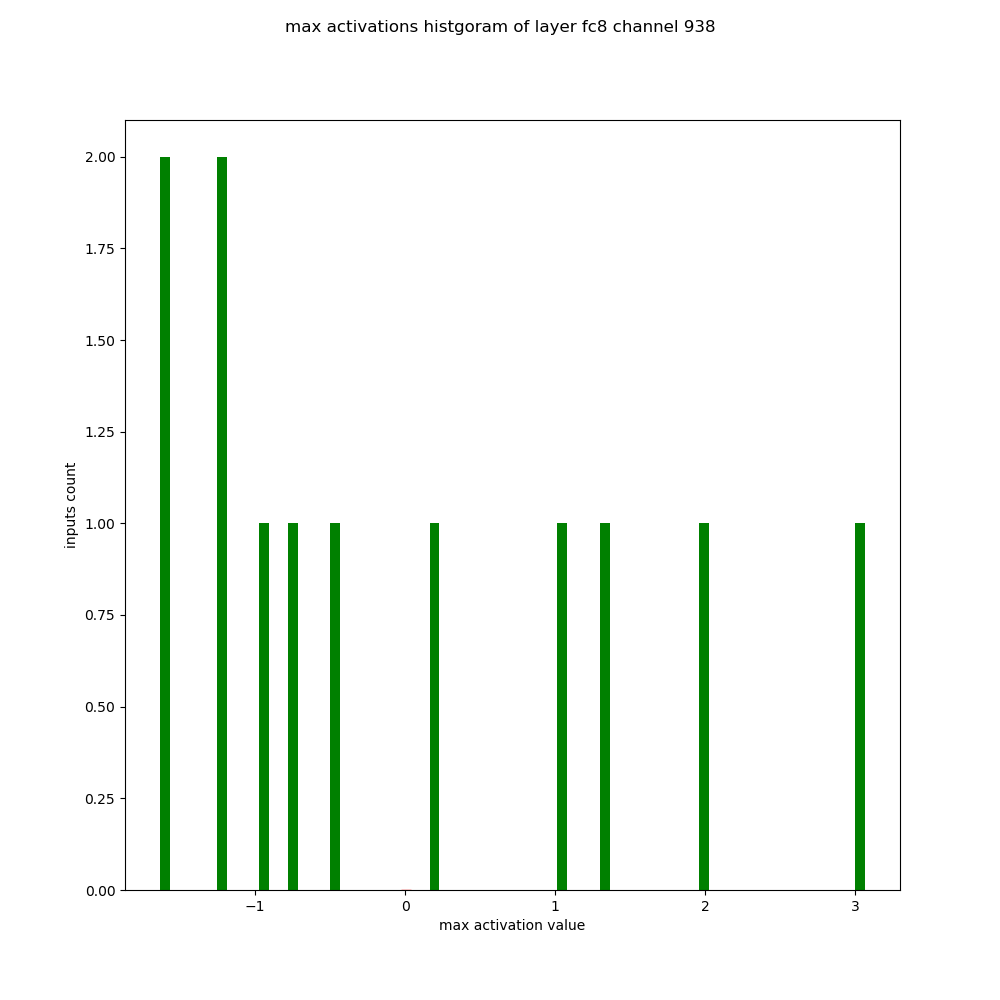 max activations histgoram of layer fc8 channel 938
2.00
1.75
1.50
1.25
1.00
0.75
0.50
0.25
0.00
inputs count
−1 0 1 2 3
max activation value